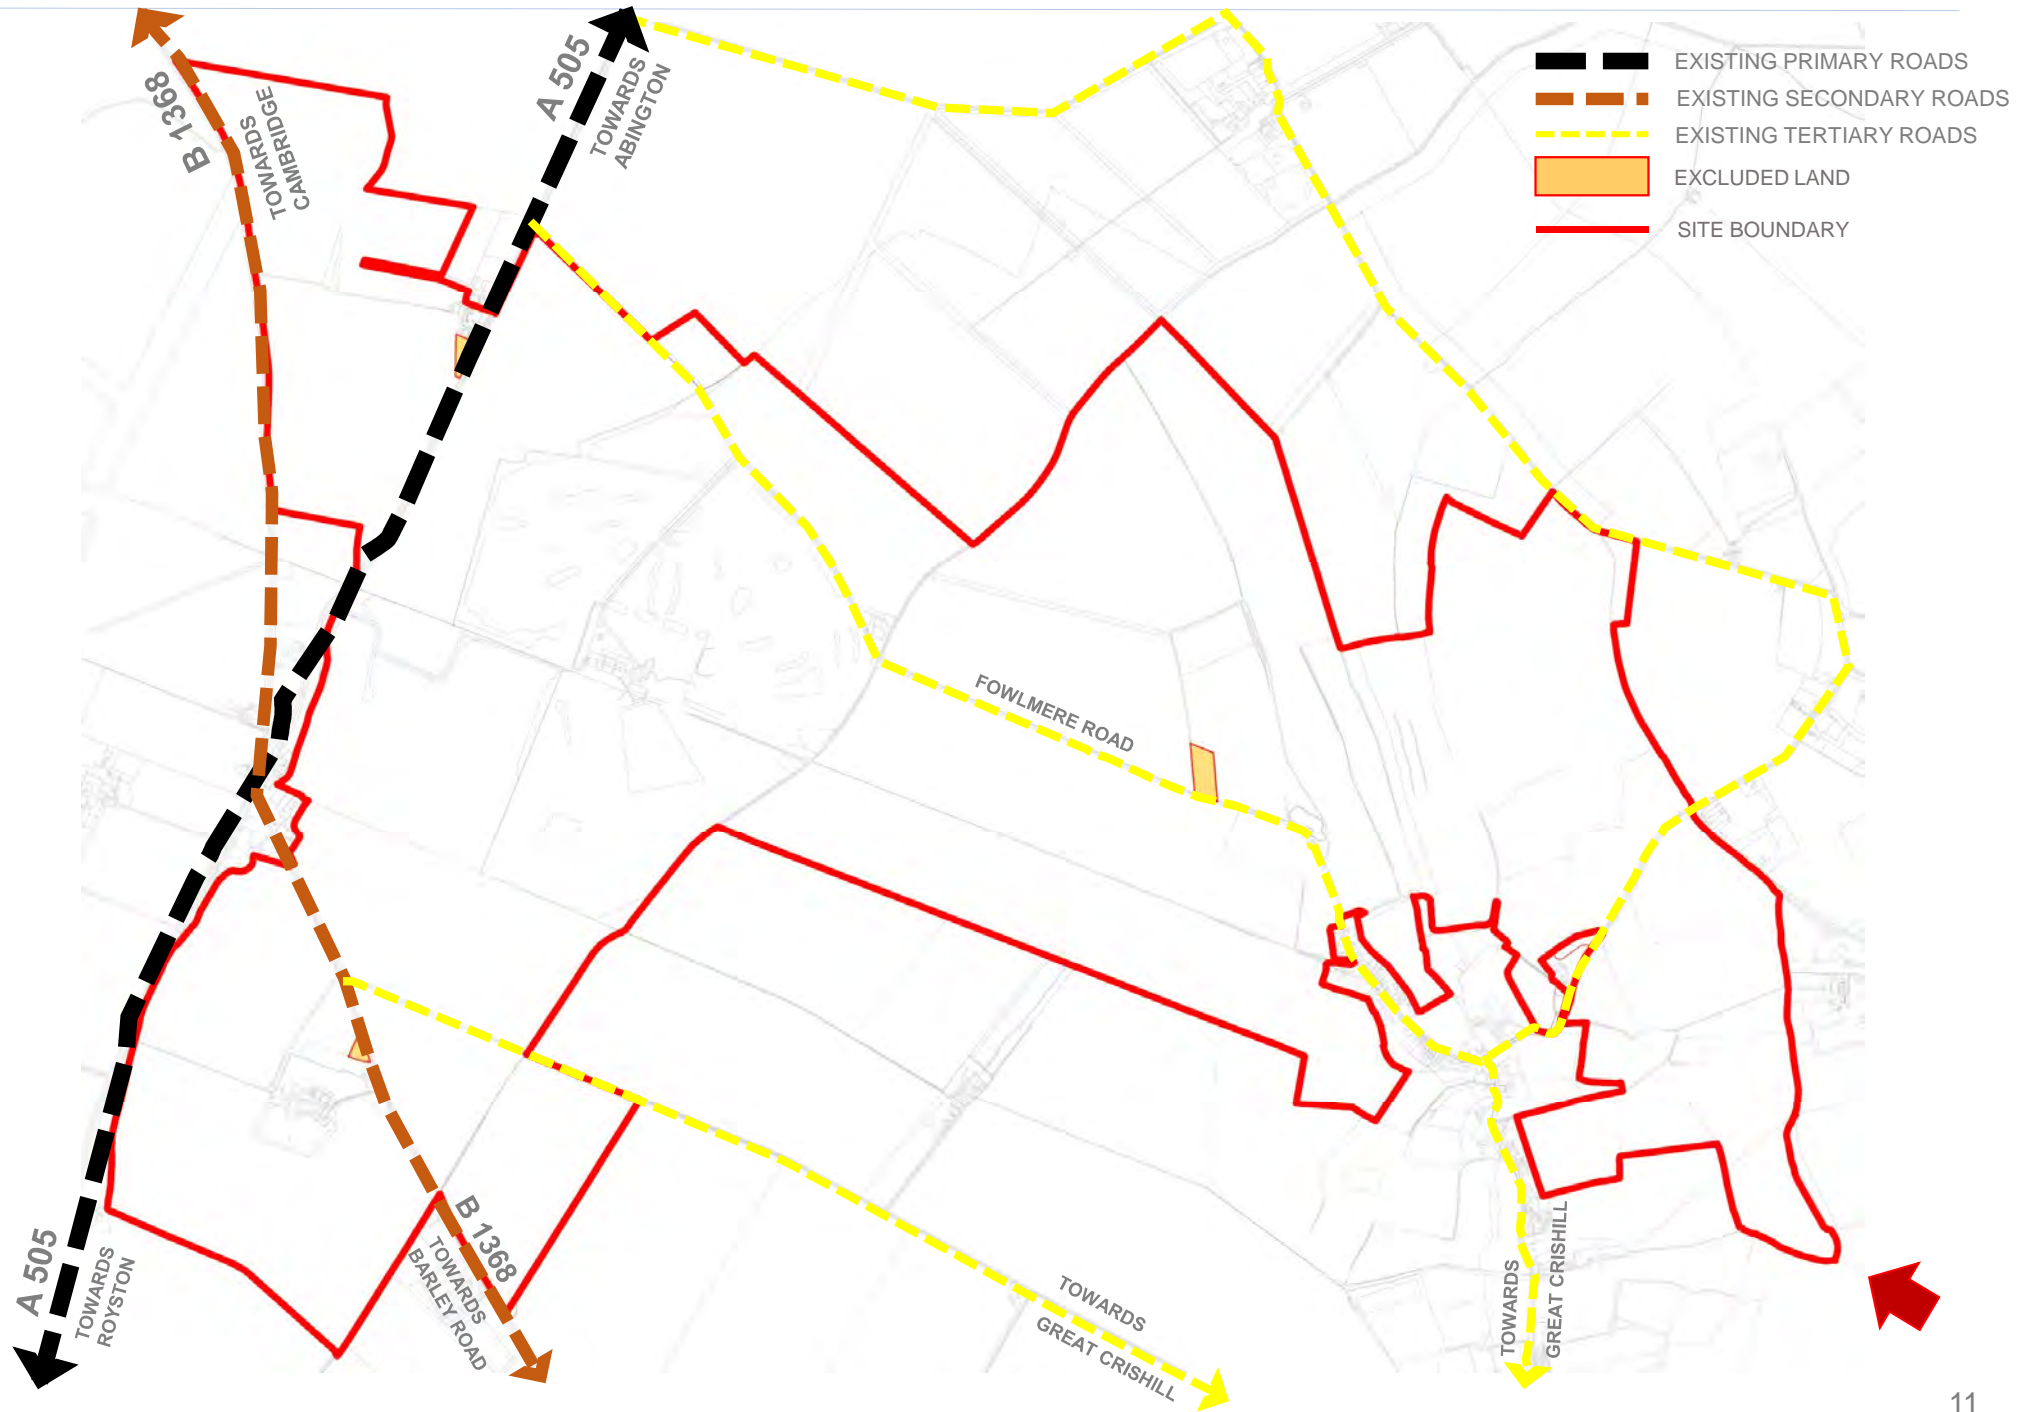 B 1368
TOWARDS
CAMBRIDGE
A 505
TOWARDS
ABINGTON
EXISTING PRIMARY ROADS
EXISTING SECONDARY ROADS
EXISTING TERTIARY ROADS
EXCLUDED LAND
SITE BOUNDARY
FOWLMERE ROAD
A 505
TOWARDS
ROYSTON
B 1368
TOWARDS
BARLEY ROAD
TOWARDS
GREAT CRISHILL
TOWARDS
GREAT CRISHILL
11